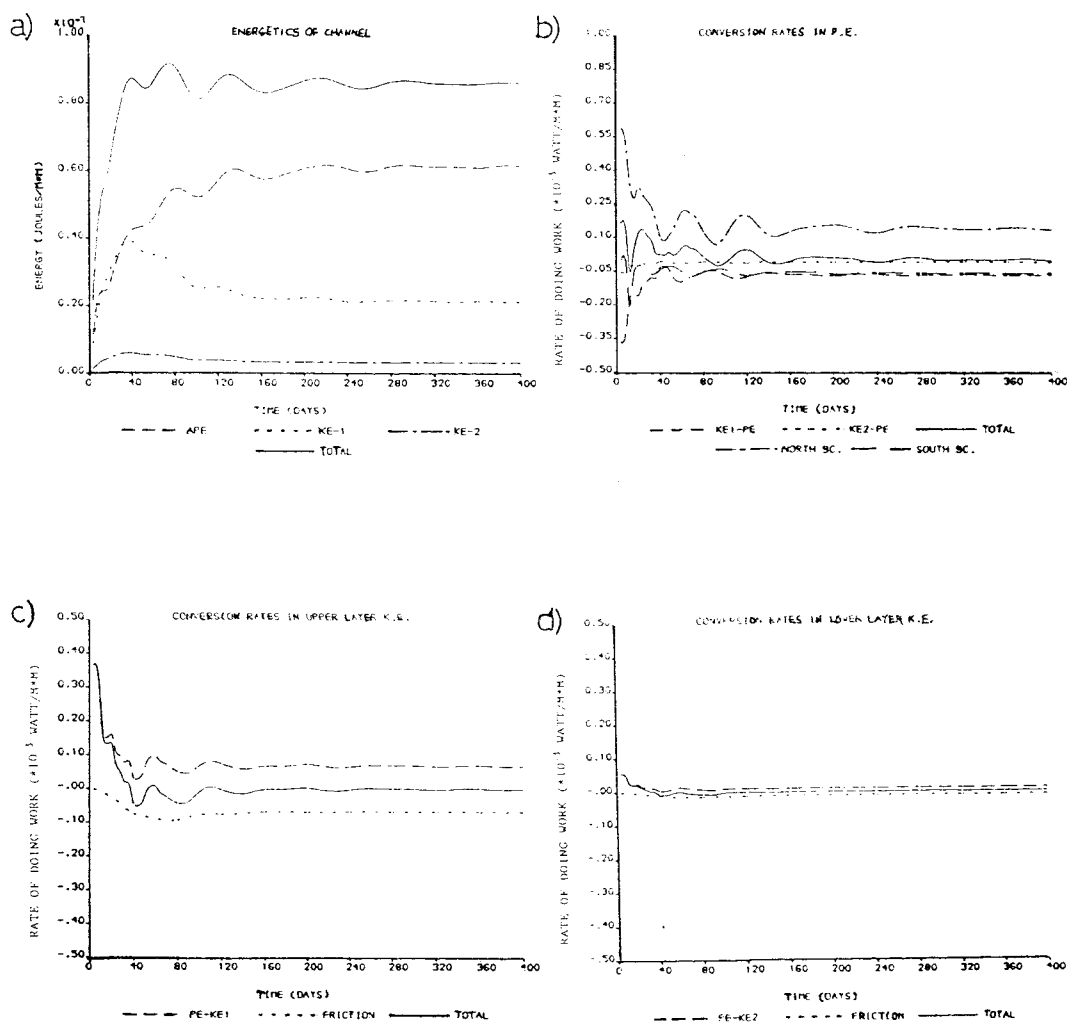 a)
×10⁻⁷
ENERGETICS OF CHANNEL
1.00
0.80
0.60
0.40
0.20
0.00
ENERGY (JOULES/M*M)
0 40 80 120 160 200 240 280 320 360 400
TIME (DAYS)
APE KE-1 KE-2
TOTAL
b)
CONVERSION RATES IN P.E.
1.00
0.85
0.70
0.55
0.40
0.25
0.10
-0.05
-0.20
-0.35
-0.50
RATE OF DOING WORK (*10⁻³ WATT/M*M)
0 40 80 120 160 200 240 280 320 360 400
TIME (DAYS)
KE1-PE KE2-PE TOTAL
NORTH BC. SOUTH BC.
c)
CONVERSION RATES IN UPPER LAYER K.E.
0.50
0.40
0.30
0.20
0.10
-.00
-.10
-.20
-.30
-.40
-.50
RATE OF DOING WORK (*10⁻³ WATT/M*M)
0 40 80 120 160 200 240 280 320 360 400
TIME (DAYS)
PE-KE1 FRICTION TOTAL
d)
CONVERSION RATES IN LOWER LAYER K.E.
0.50
0.40
0.30
0.20
0.10
-.00
-.10
-.20
-.30
-.40
-.50
RATE OF DOING WORK (*10⁻³ WATT/M*M)
0 40 80 120 160 200 240 280 320 360 400
TIME (DAYS)
PE-KE2 FRICTION TOTAL